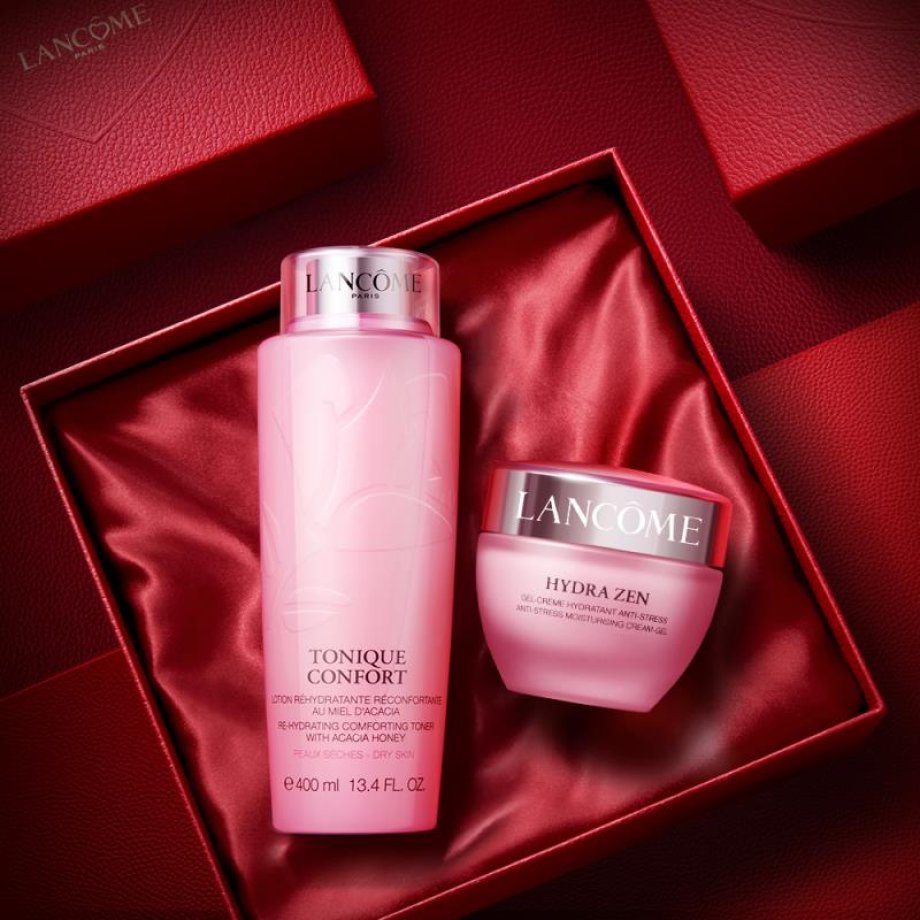 LANCÔME
PARIS
LANCÔME
PARIS
TONIQUE
CONFORT
LOTION RÉHYDRATANTE RÉCONFORTANTE
AU MIEL D'ACACIA
RE-HYDRATING COMFORTING TONER
WITH ACACIA HONEY
PEAUX SÈCHES - DRY SKIN
℮ 400 ml 13.4 FL. OZ.
LANCÔME
HYDRA ZEN
GEL-CRÈME HYDRATANT ANTI-STRESS
ANTI-STRESS MOISTURISING CREAM-GEL